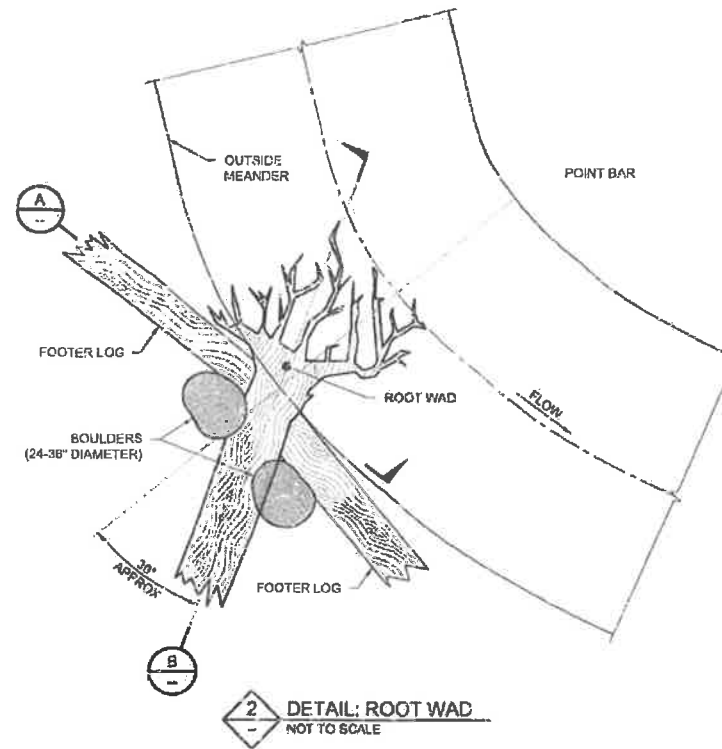 OUTSIDE
MEANDER
POINT BAR
A
--
FOOTER LOG
ROOT WAD
FLOW
BOULDERS
(24-36" DIAMETER)
30°
APPROX
FOOTER LOG
B
--
2
--
DETAIL: ROOT WAD
NOT TO SCALE